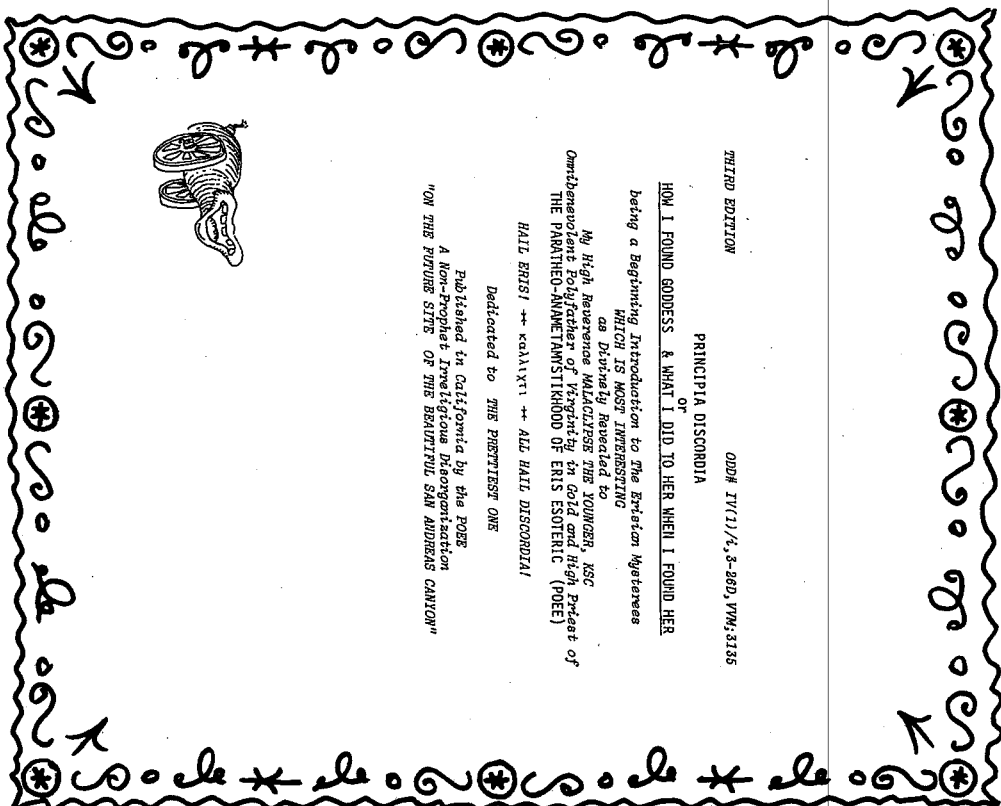 THIRD EDITION ODD# IV(1)/i,3-26D,VVM;3135
PRINCIPIA DISCORDIA
or
HOW I FOUND GODDESS & WHAT I DID TO HER WHEN I FOUND HER
being a Beginning Introduction to The Erisian Mysterees
WHICH IS MOST INTERESTING
as Divinely Revealed to
My High Reverence MALACLYPSE THE YOUNGER, KSC
Omnibenevolent Polyfather of Virginity in Gold and High Priest of
THE PARATHEO-ANAMETAMYSTIKHOOD OF ERIS ESOTERIC (POEE)
HAIL ERIS! ↔ καλλιχτι ↔ ALL HAIL DISCORDIA!
Dedicated to THE PRETTIEST ONE
Published in California by the POEE
A Non-Prophet Irreligious Disorganization
"ON THE FUTURE SITE OF THE BEAUTIFUL SAN ANDREAS CANYON"